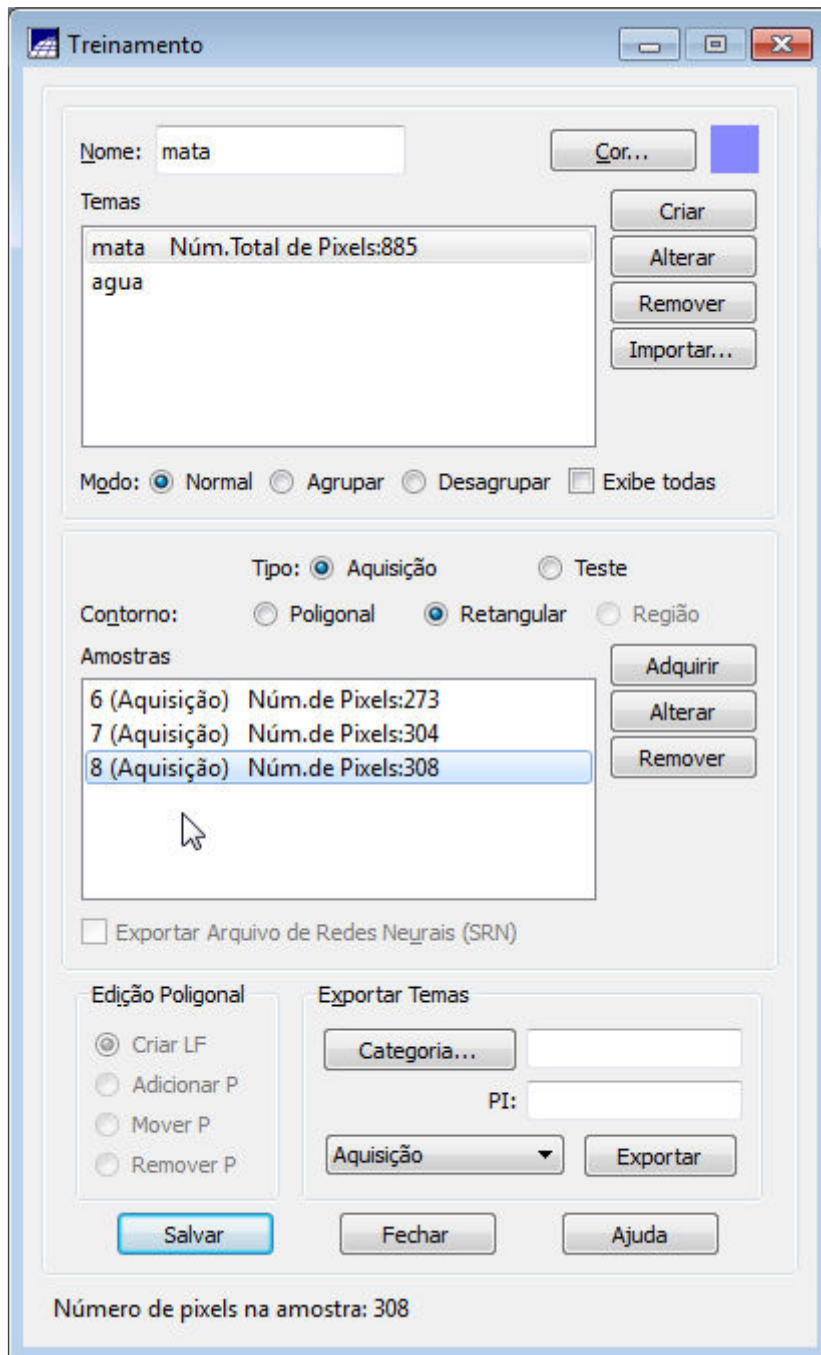 Treinamento
Nome: mata Cor...
Temas
mata Núm.Total de Pixels:885
agua
Criar
Alterar
Remover
Importar...
Modo: Normal Agrupar Desagrupar Exibe todas
Tipo: Aquisição Teste
Contorno: Poligonal Retangular Região
Amostras
6 (Aquisição) Núm.de Pixels:273
7 (Aquisição) Núm.de Pixels:304
8 (Aquisição) Núm.de Pixels:308
Adquirir
Alterar
Remover
Exportar Arquivo de Redes Neurais (SRN)
Edição Poligonal
Criar LF
Adicionar P
Mover P
Remover P
Exportar Temas
Categoria...
PI:
Aquisição Exportar
Salvar Fechar Ajuda
Número de pixels na amostra: 308